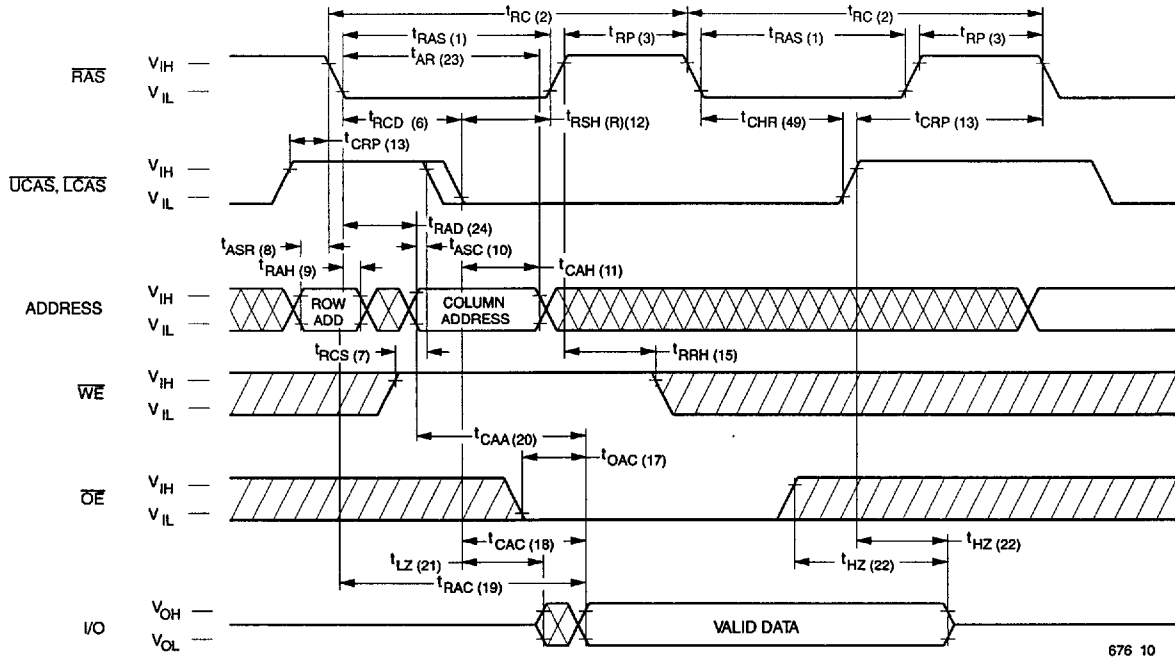 tRC (2) tRC (2)
tRAS (1) tRP (3) tRAS (1) tRP (3)
tAR (23)
RAS VIH
VIL
tRCD (6) tRSH (R)(12) tCHR (49) tCRP (13)
tCRP (13)
UCAS, LCAS VIH
VIL
tRAD (24)
tASR (8) tASC (10)
tRAH (9) tCAH (11)
ADDRESS VIH ROW ADD COLUMN ADDRESS
VIL
tRCS (7) tRRH (15)
WE VIH
VIL
tCAA (20)
tOAC (17)
OE VIH
VIL
tCAC (18) tHZ (22)
tLZ (21) tHZ (22)
tRAC (19)
I/O VOH VALID DATA
VOL
676 10